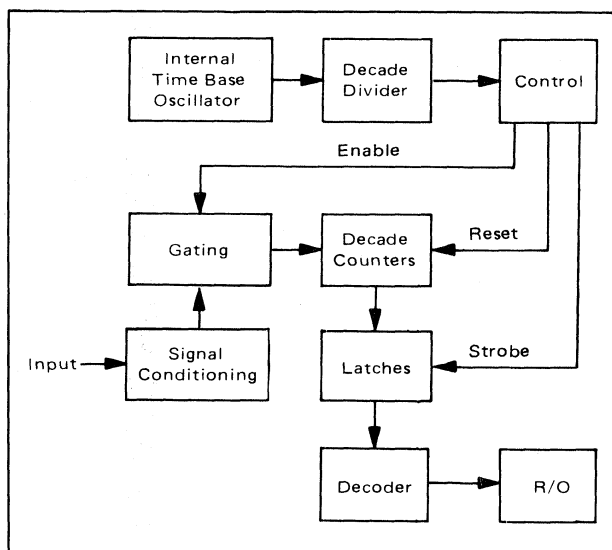 Internal
Time Base
Oscillator
Decade
Divider
Control
Enable
Gating
Decade
Counters
Reset
Input
Signal
Conditioning
Latches
Strobe
Decoder
R/O